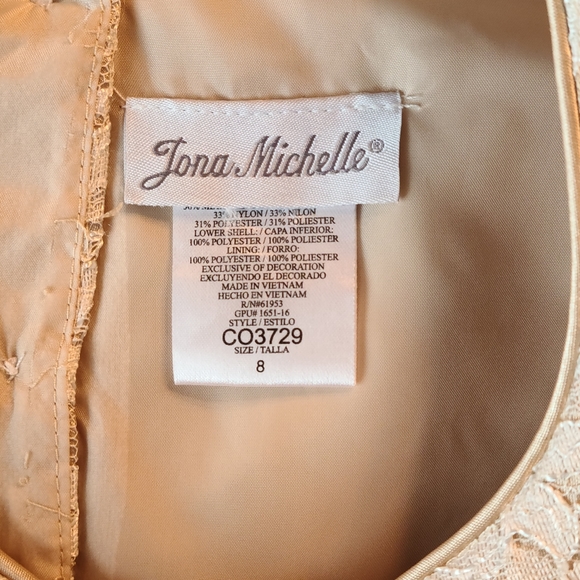 Jona Michelle®
33% NYLON / 33% NILON
31% POLYESTER / 31% POLIESTER
LOWER SHELL: / CAPA INFERIOR:
100% POLYESTER / 100% POLIESTER
LINING: / FORRO:
100% POLYESTER / 100% POLIESTER
EXCLUSIVE OF DECORATION
EXCLUYENDO EL DECORADO
MADE IN VIETNAM
HECHO EN VIETNAM
R/N#61953
GPU# 1651-16
STYLE / ESTILO
CO3729
SIZE / TALLA
8